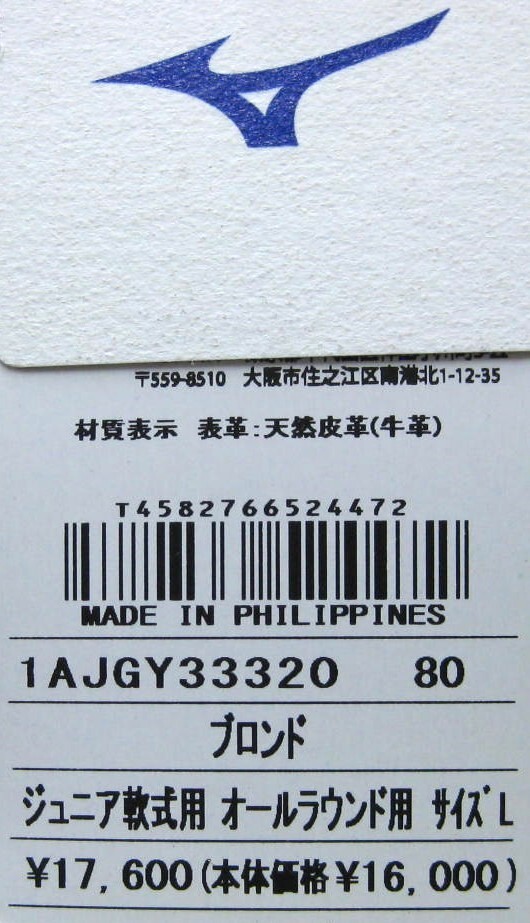 〒559-8510 大阪市住之江区南港北1-12-35
材質表示 表革:天然皮革(牛革)
T4582766524472
MADE IN PHILIPPINES
1AJGY33320 80
ブロンド
ジュニア軟式用 オールラウンド用 サイズL
¥17,600(本体価格¥16,000)